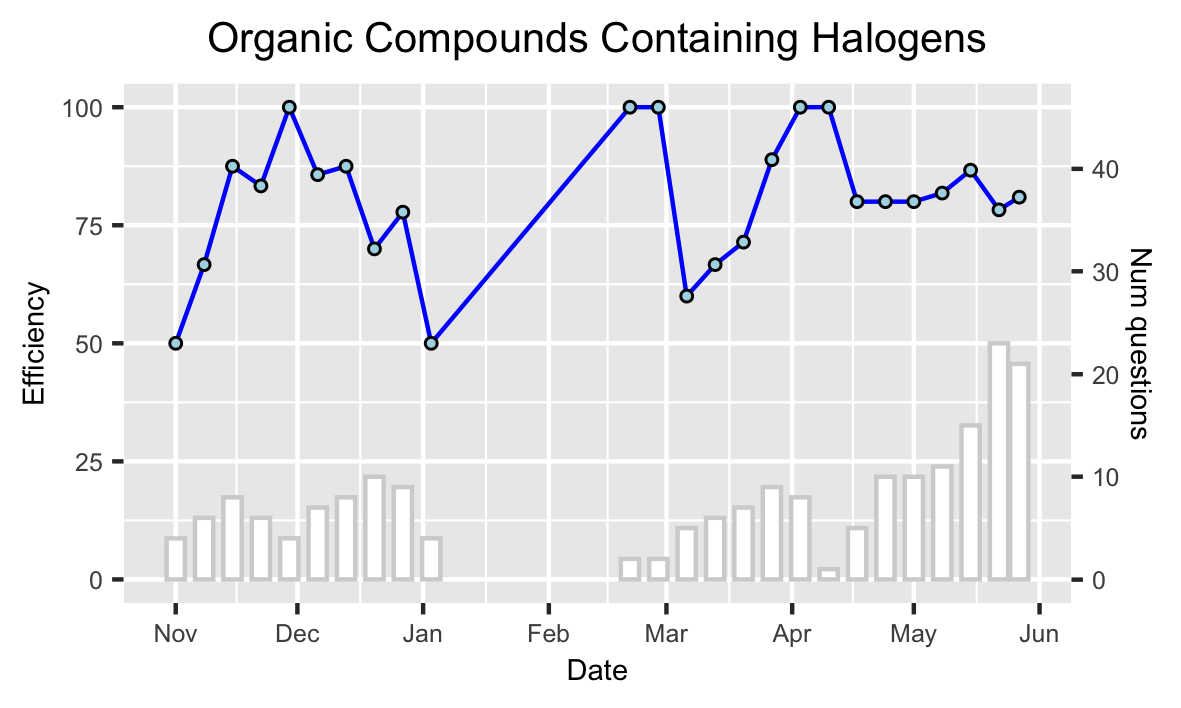 Organic Compounds Containing Halogens
100
75
50
25
0
Efficiency
40
30
20
10
0
Num questions
Nov Dec Jan Feb Mar Apr May Jun
Date